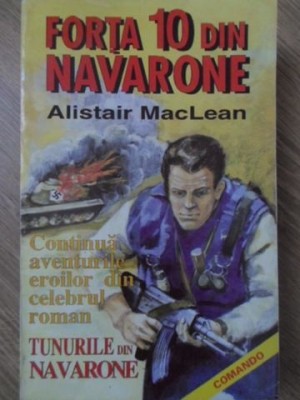 FORȚA 10 DIN
NAVARONE
Alistair MacLean
Continuă
aventurile
eroilor din
celebrul
roman
TUNURILE DIN
NAVARONE
COMANDO